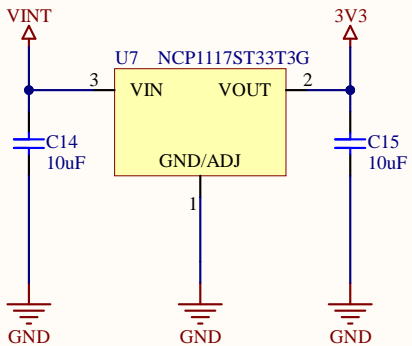 VINT
3V3
U7 NCP1117ST33T3G
3
VIN
VOUT
2
C14
10uF
GND/ADJ
C15
10uF
1
GND
GND
GND